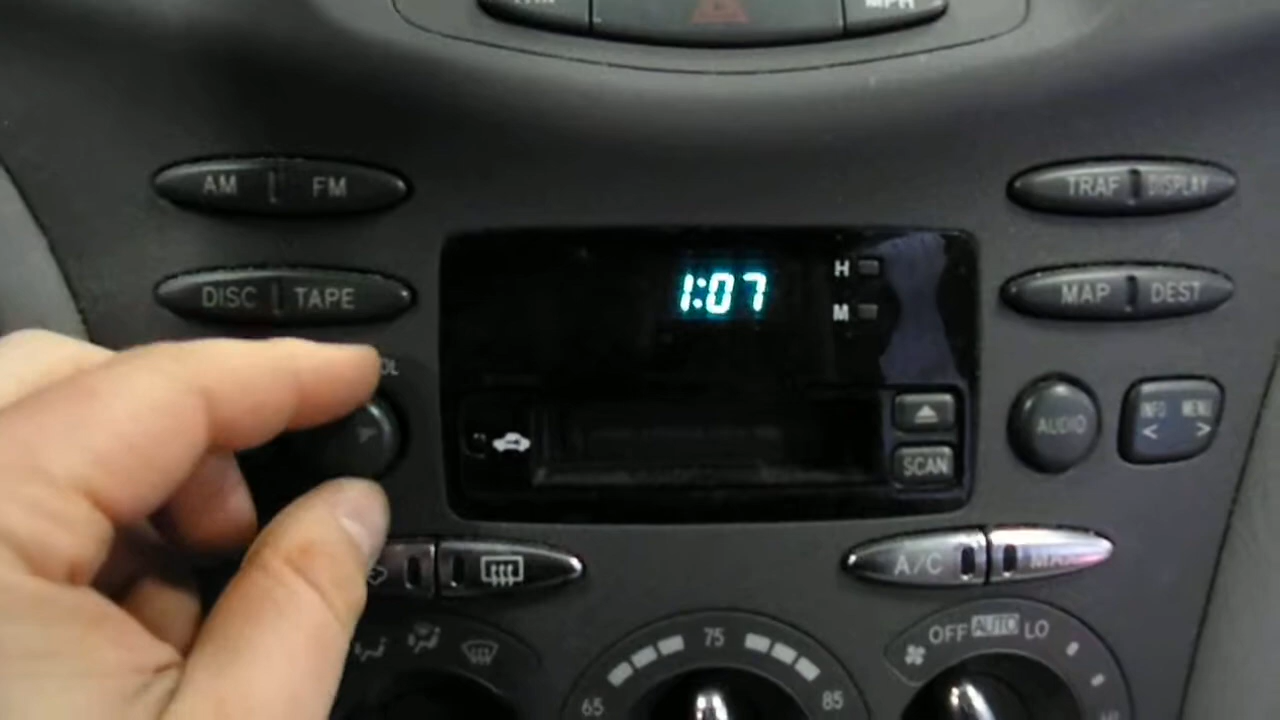 MPH
AM FM
TRAF DISPLAY
1:07
H
DISC TAPE
MAP DEST
M
OL
AUDIO
INFO MENU
< >
SCAN
A/C
75
OFF AUTO LO
65
85